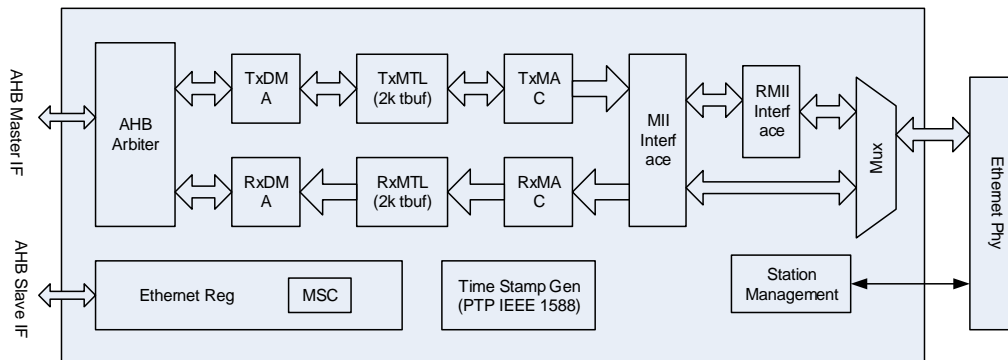 AHB Master IF
AHB
Arbiter
TxDM
A
TxMTL
(2k tbuf)
TxMA
C
MII
Interf
ace
RMII
Interf
ace
Mux
Ethernet Phy
RxDM
A
RxMTL
(2k tbuf)
RxMA
C
AHB Slave IF
Ethernet Reg
MSC
Time Stamp Gen
(PTP IEEE 1588)
Station
Management